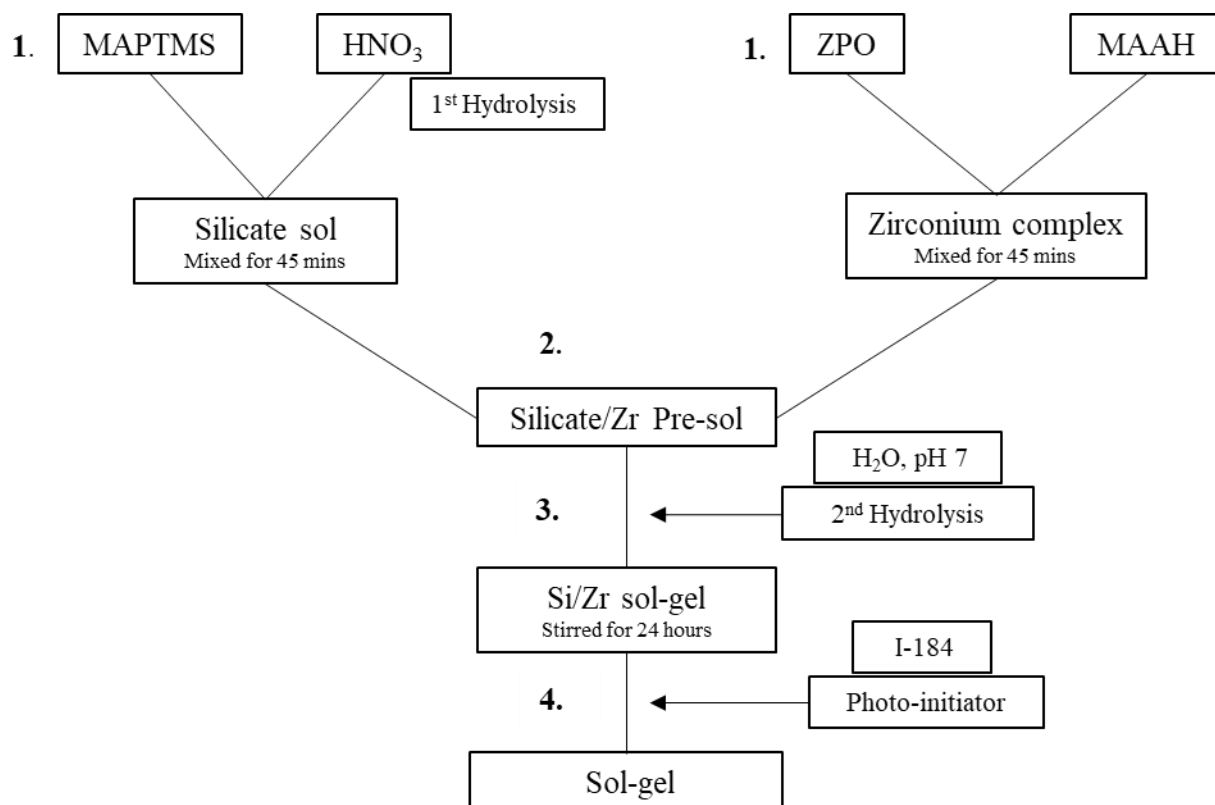 1. MAPTMS HNO₃ 1. ZPO MAAH
1st Hydrolysis
Silicate sol
Mixed for 45 mins
Zirconium complex
Mixed for 45 mins
2.
Silicate/Zr Pre-sol
H₂O, pH 7
3.
2nd Hydrolysis
Si/Zr sol-gel
Stirred for 24 hours
I-184
4.
Photo-initiator
Sol-gel